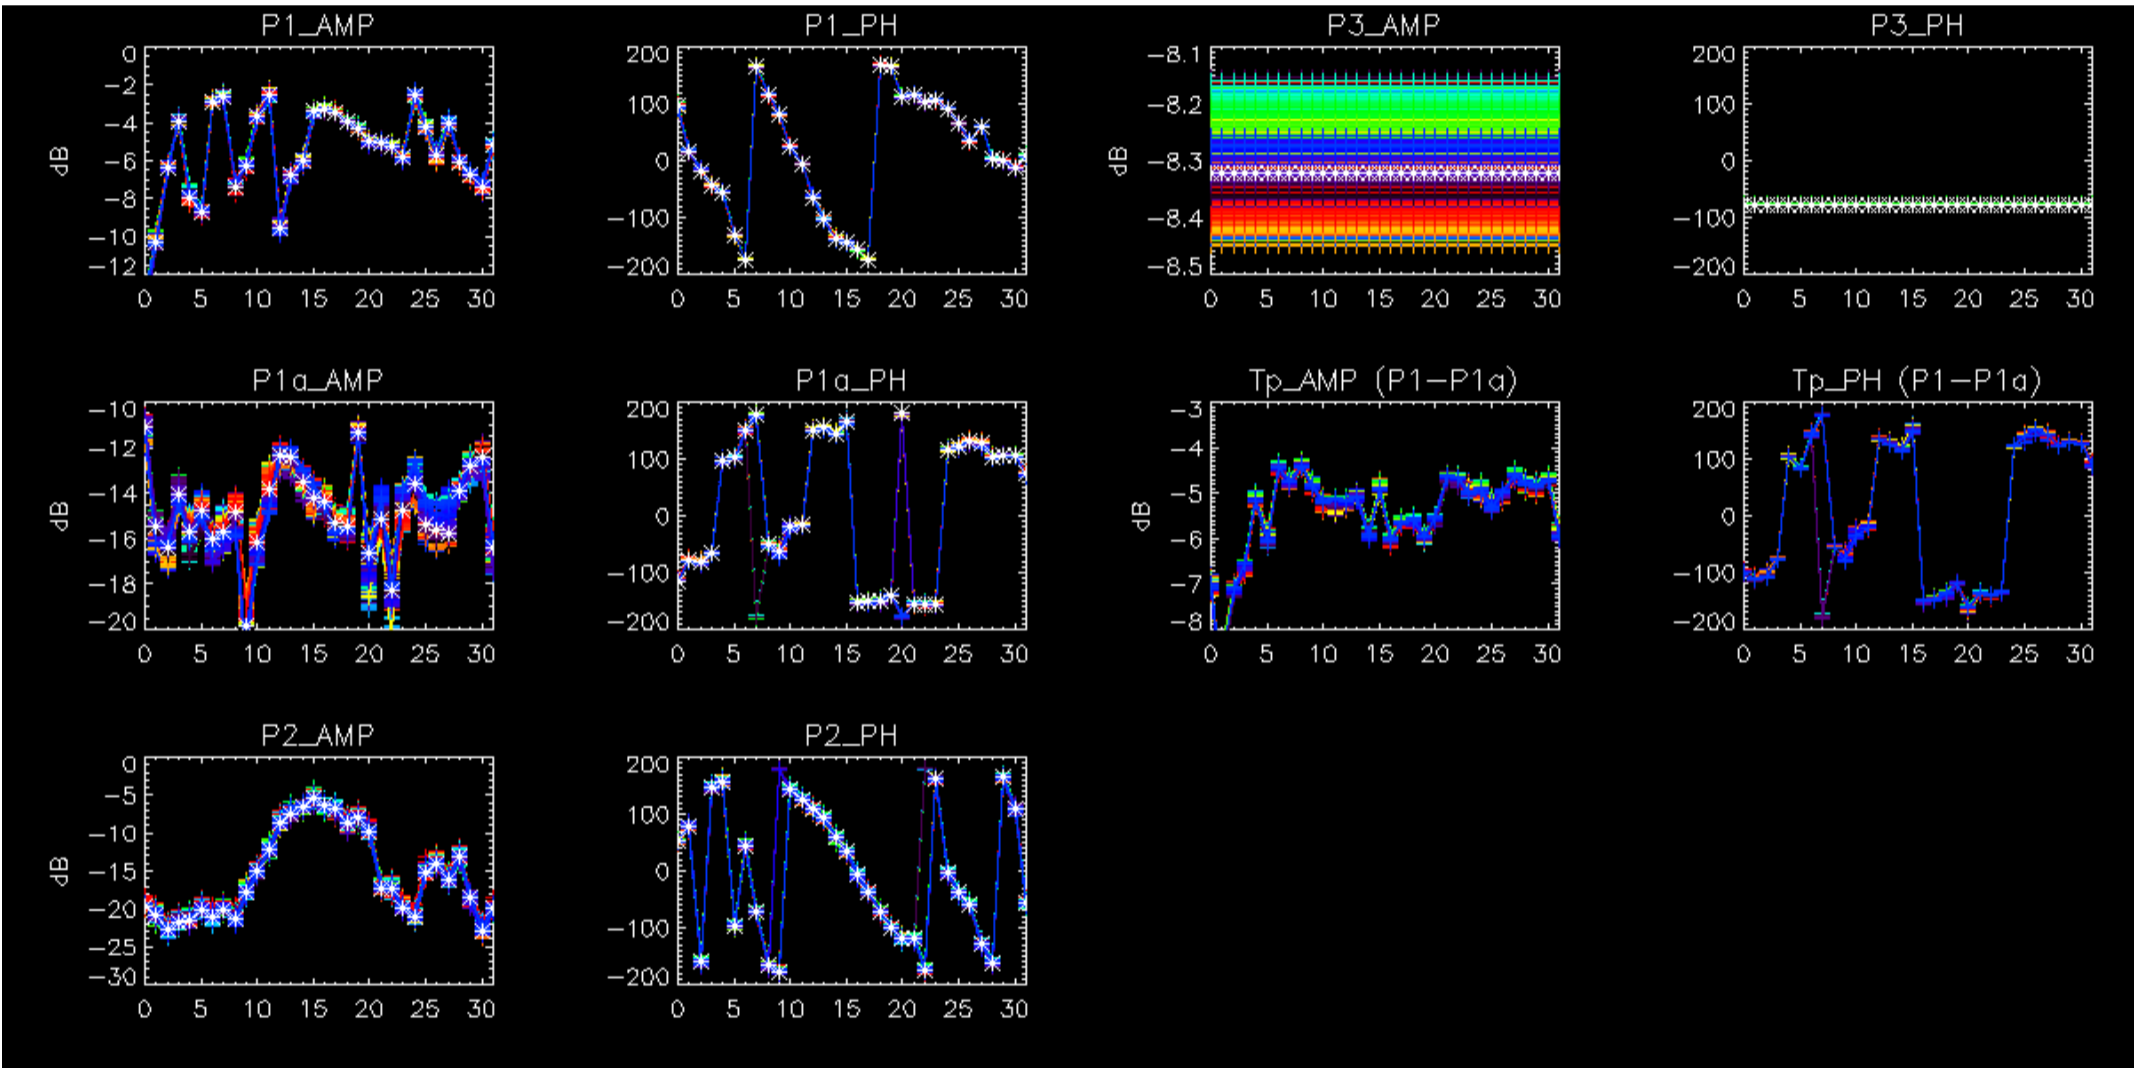 P1_AMP
dB
0
-2
-4
-6
-8
-10
-12
0 5 10 15 20 25 30
P1_PH
200
100
0
-100
-200
0 5 10 15 20 25 30
P3_AMP
dB
-8.1
-8.2
-8.3
-8.4
-8.5
0 5 10 15 20 25 30
P3_PH
200
100
0
-100
-200
0 5 10 15 20 25 30
P1a_AMP
dB
-10
-12
-14
-16
-18
-20
0 5 10 15 20 25 30
P1a_PH
200
100
0
-100
-200
0 5 10 15 20 25 30
Tp_AMP (P1-P1a)
dB
-3
-4
-5
-6
-7
-8
0 5 10 15 20 25 30
Tp_PH (P1-P1a)
200
100
0
-100
-200
0 5 10 15 20 25 30
P2_AMP
dB
0
-5
-10
-15
-20
-25
-30
0 5 10 15 20 25 30
P2_PH
200
100
0
-100
-200
0 5 10 15 20 25 30